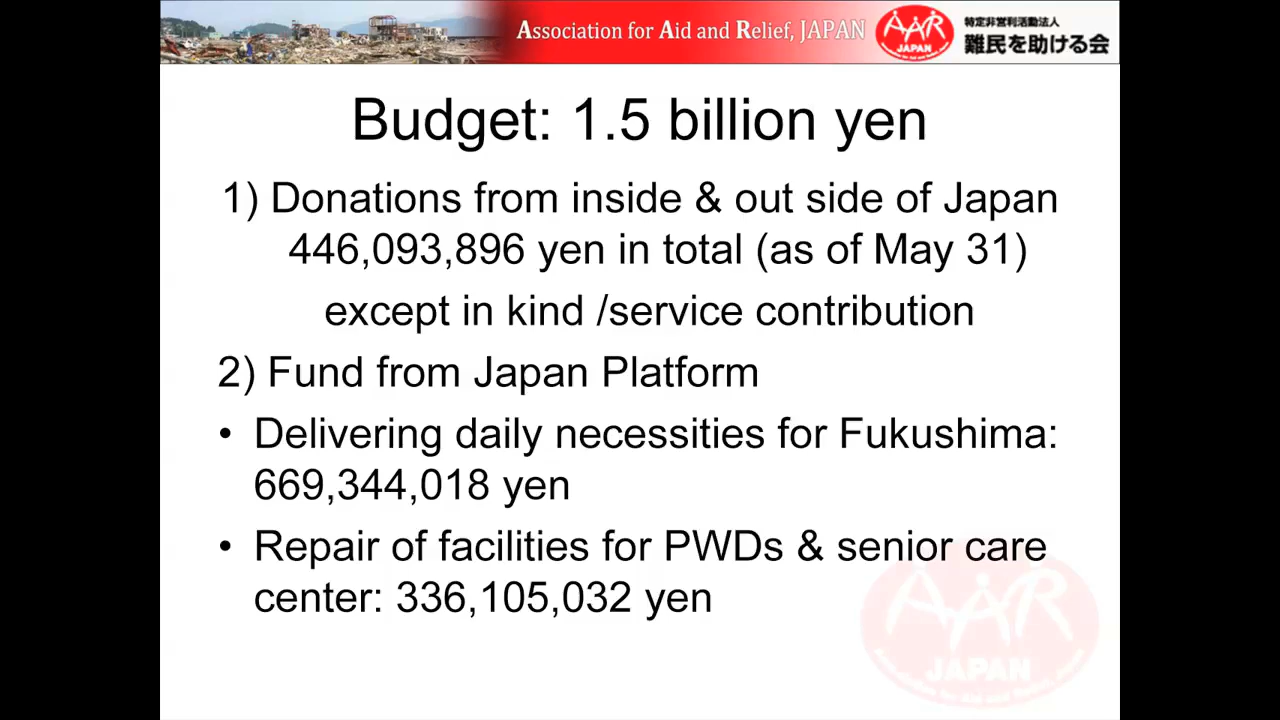 Association for Aid and Relief, JAPAN
AAR
JAPAN
特定非営利活動法人
難民を助ける会
Budget: 1.5 billion yen
1) Donations from inside & out side of Japan
446,093,896 yen in total (as of May 31)
except in kind /service contribution
2) Fund from Japan Platform
• Delivering daily necessities for Fukushima:
669,344,018 yen
• Repair of facilities for PWDs & senior care
center: 336,105,032 yen
AAR
JAPAN